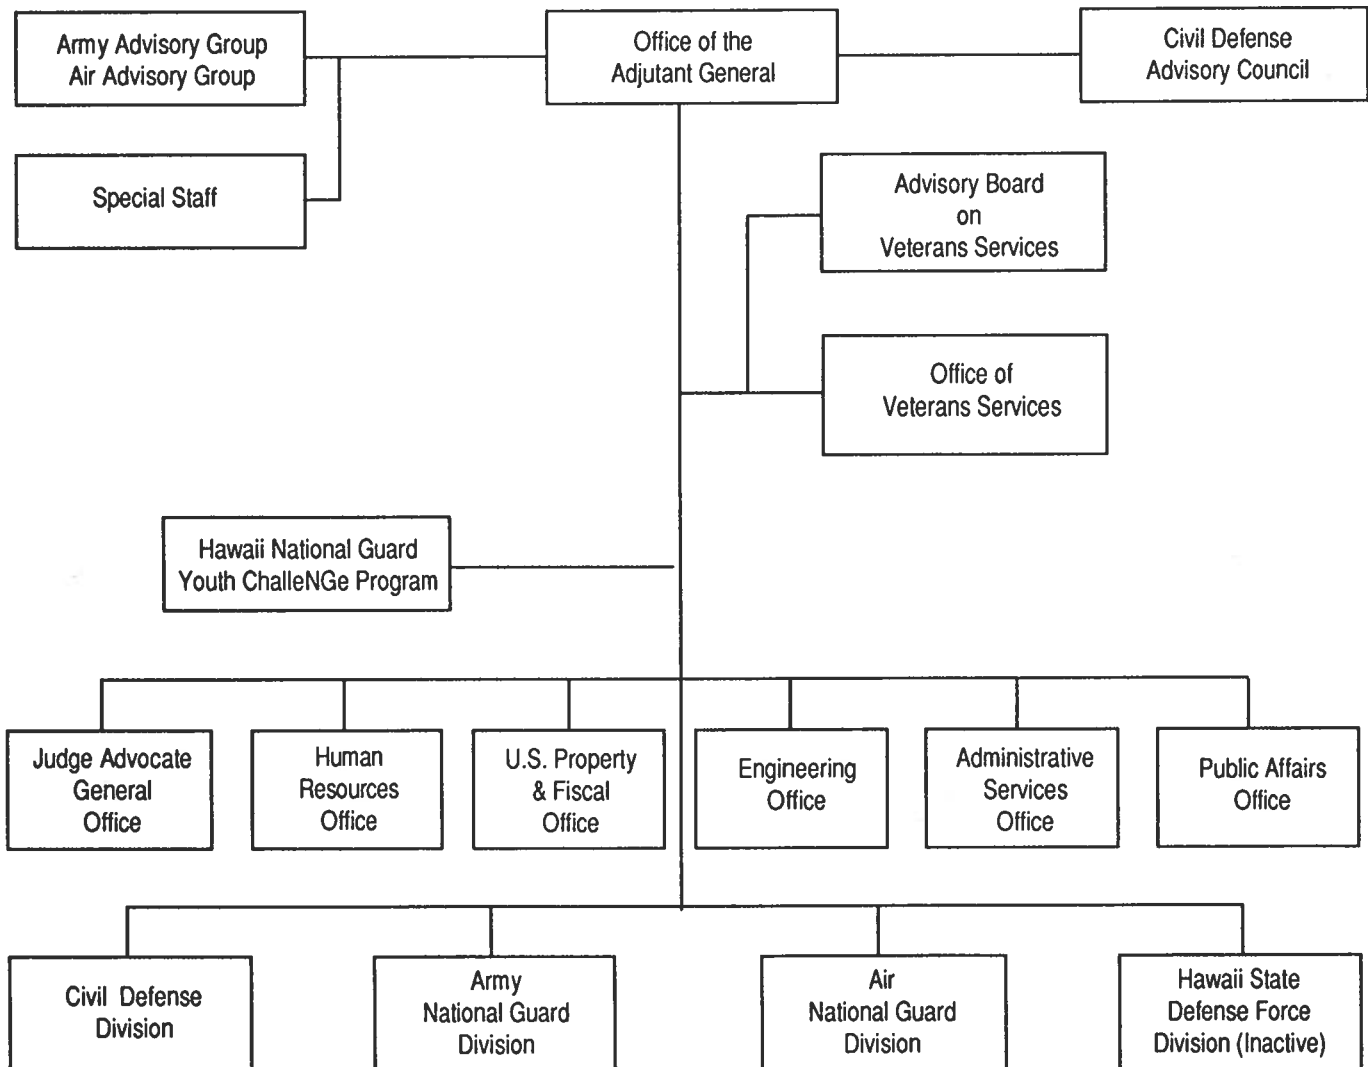 Army Advisory Group
Air Advisory Group
Office of the
Adjutant General
Civil Defense
Advisory Council
Special Staff
Advisory Board
on
Veterans Services
Office of
Veterans Services
Hawaii National Guard
Youth ChalleNGe Program
Judge Advocate
General
Office
Human
Resources
Office
U.S. Property
& Fiscal
Office
Engineering
Office
Administrative
Services
Office
Public Affairs
Office
Civil Defense
Division
Army
National Guard
Division
Air
National Guard
Division
Hawaii State
Defense Force
Division (Inactive)